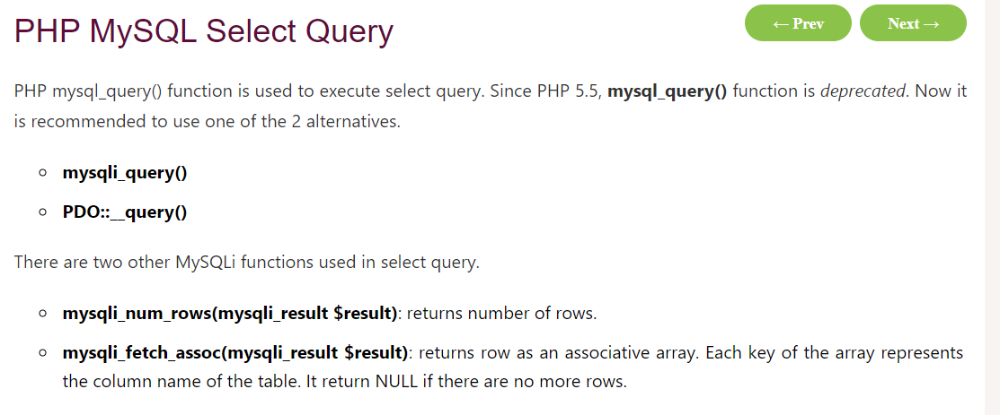 PHP MySQL Select Query
← Prev
Next →
PHP mysql_query() function is used to execute select query. Since PHP 5.5, mysql_query() function is deprecated. Now it
is recommended to use one of the 2 alternatives.
mysqli_query()
PDO::__query()
There are two other MySQLi functions used in select query.
mysqli_num_rows(mysqli_result $result): returns number of rows.
mysqli_fetch_assoc(mysqli_result $result): returns row as an associative array. Each key of the array represents
the column name of the table. It return NULL if there are no more rows.